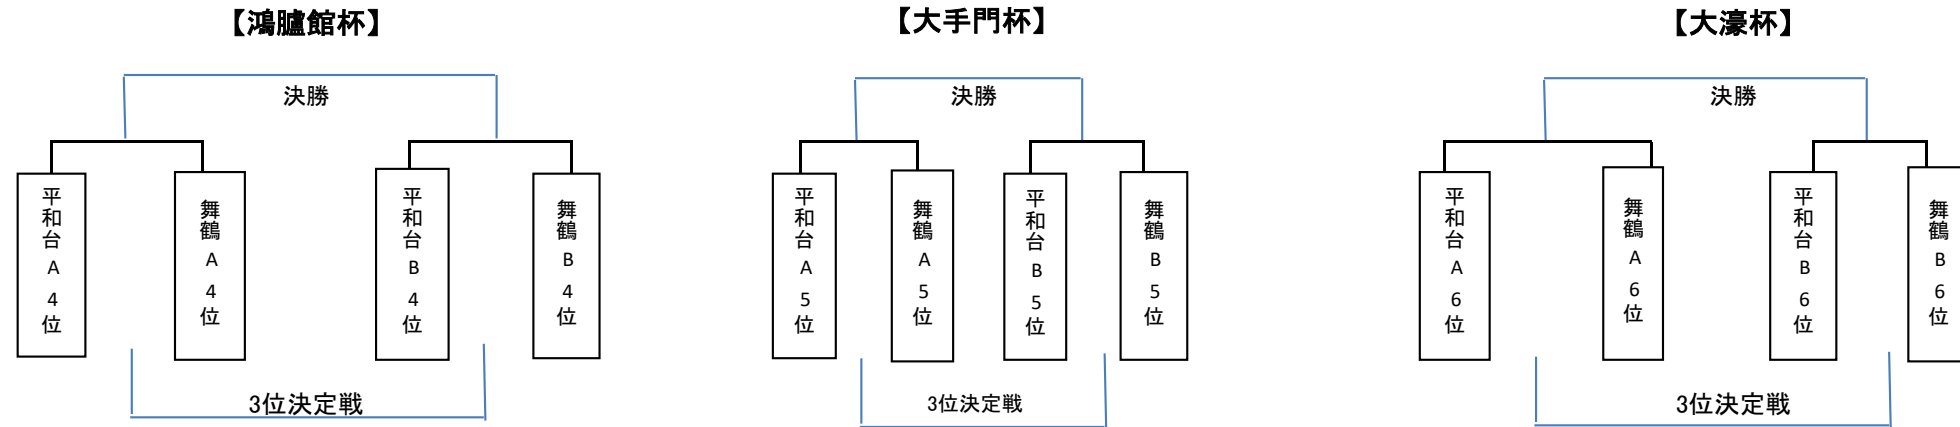 【鴻臚館杯】
決勝
平和台A4位
舞鶴A4位
平和台B4位
舞鶴B4位
3位決定戦
【大手門杯】
決勝
平和台A5位
舞鶴A5位
平和台B5位
舞鶴B5位
3位決定戦
【大濠杯】
決勝
平和台A6位
舞鶴A6位
平和台B6位
舞鶴B6位
3位決定戦